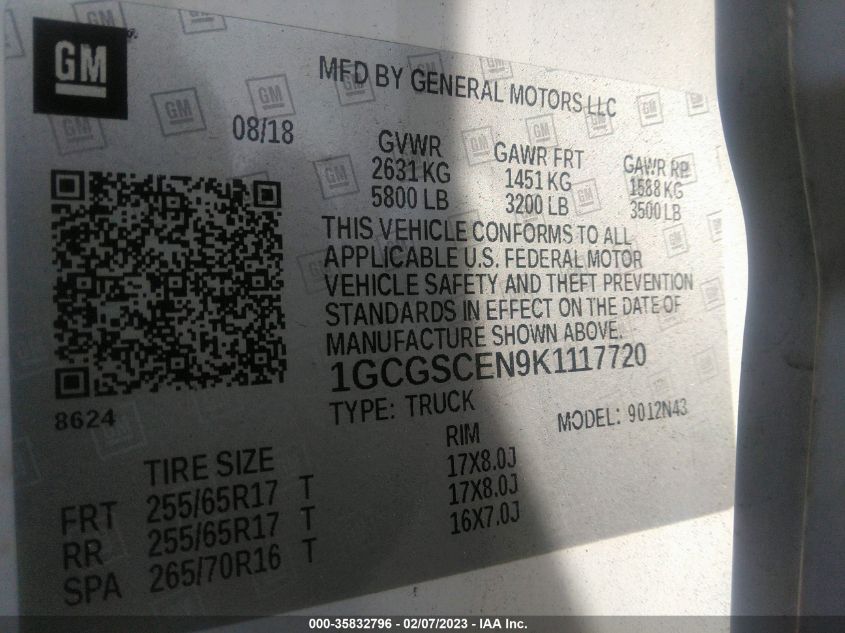 GM
MFD BY GENERAL MOTORS LLC
08/18
GVWR GAWR FRT GAWR RR
2631 KG 1451 KG 1588 KG
5800 LB 3200 LB 3500 LB
THIS VEHICLE CONFORMS TO ALL
APPLICABLE U.S. FEDERAL MOTOR
VEHICLE SAFETY AND THEFT PREVENTION
STANDARDS IN EFFECT ON THE DATE OF
MANUFACTURE SHOWN ABOVE.
1GCGSCEN9K1117720
8624
TYPE: TRUCK MODEL: 9012N43
TIRE SIZE RIM
FRT 255/65R17 T 17X8.0J
RR 255/65R17 T 17X8.0J
SPA 265/70R16 T 16X7.0J
000-35832796 - 02/07/2023 - IAA Inc.